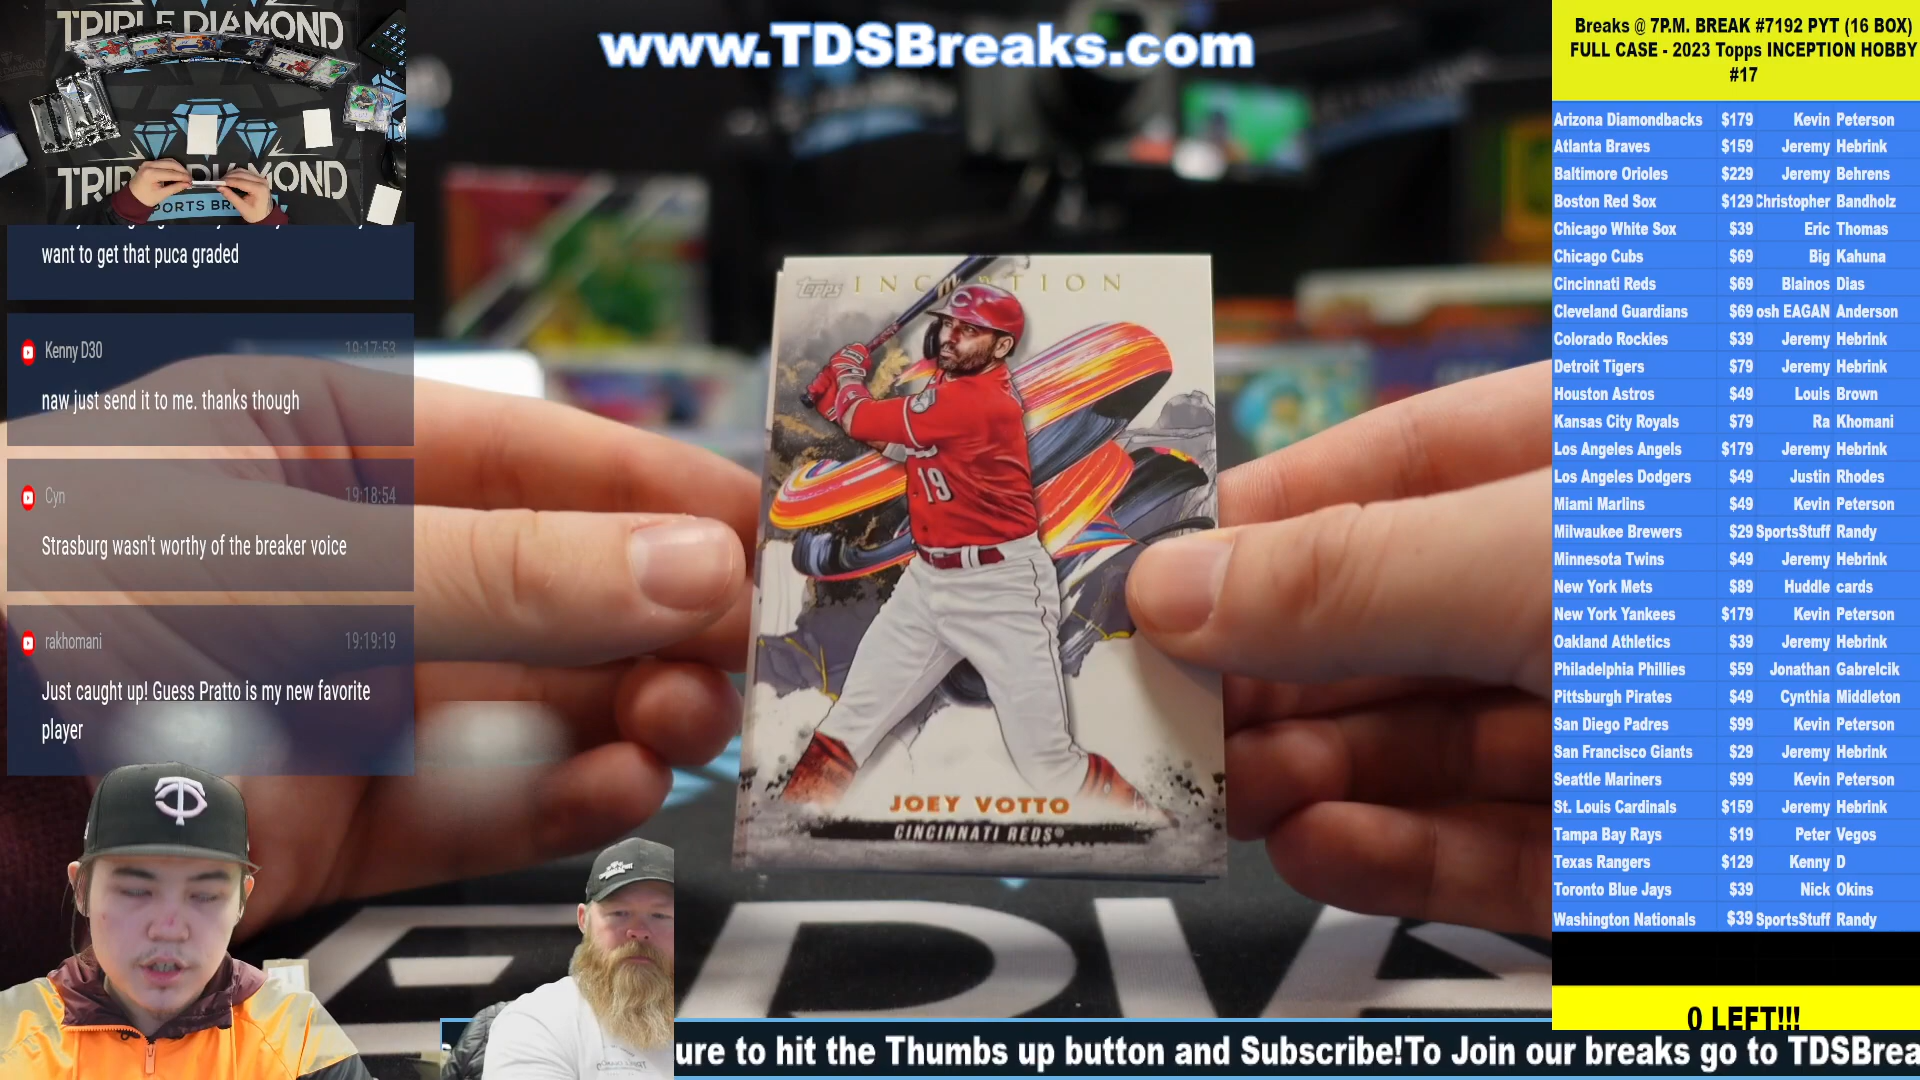 TRIPLE DIAMOND
TRIPLE DIAMOND
SPORTS BR
www.TDSBreaks.com
want to get that puca graded
Kenny D30 19:17:53
naw just send it to me. thanks though
Cyn 19:18:54
Strasburg wasn't worthy of the breaker voice
rakhomani 19:19:19
Just caught up! Guess Pratto is my new favorite
player
Topps INCEPTION
19
JOEY VOTTO
CINCINNATI REDS®
Breaks @ 7P.M. BREAK #7192 PYT (16 BOX)
FULL CASE - 2023 Topps INCEPTION HOBBY
#17
Arizona Diamondbacks $179 Kevin Peterson
Atlanta Braves $159 Jeremy Hebrink
Baltimore Orioles $229 Jeremy Behrens
Boston Red Sox $129 Christopher Bandholz
Chicago White Sox $39 Eric Thomas
Chicago Cubs $69 Big Kahuna
Cincinnati Reds $69 Blainos Dias
Cleveland Guardians $69 osh EAGAN Anderson
Colorado Rockies $39 Jeremy Hebrink
Detroit Tigers $79 Jeremy Hebrink
Houston Astros $49 Louis Brown
Kansas City Royals $79 Ra Khomani
Los Angeles Angels $179 Jeremy Hebrink
Los Angeles Dodgers $49 Justin Rhodes
Miami Marlins $49 Kevin Peterson
Milwaukee Brewers $29 SportsStuff Randy
Minnesota Twins $49 Jeremy Hebrink
New York Mets $89 Huddle cards
New York Yankees $179 Kevin Peterson
Oakland Athletics $39 Jeremy Hebrink
Philadelphia Phillies $59 Jonathan Gabrelcik
Pittsburgh Pirates $49 Cynthia Middleton
San Diego Padres $99 Kevin Peterson
San Francisco Giants $29 Jeremy Hebrink
Seattle Mariners $99 Kevin Peterson
St. Louis Cardinals $159 Jeremy Hebrink
Tampa Bay Rays $19 Peter Vegos
Texas Rangers $129 Kenny D
Toronto Blue Jays $39 Nick Okins
Washington Nationals $39 SportsStuff Randy
0 LEFT!!!
ure to hit the Thumbs up button and Subscribe!To Join our breaks go to TDSBrea